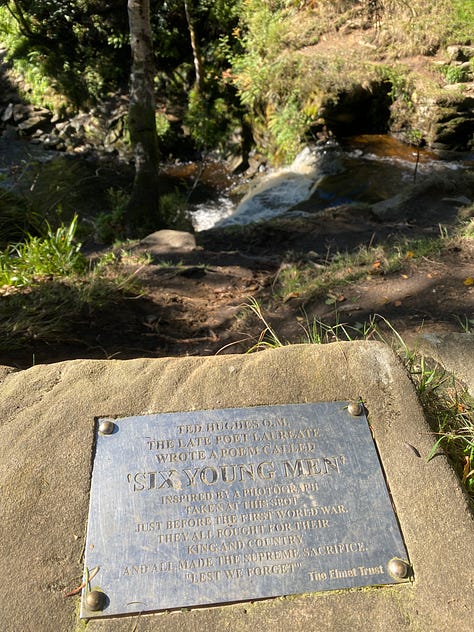 TED HUGHES O.M.
THE LATE POET LAUREATE
WROTE A POEM CALLED
'SIX YOUNG MEN'
INSPIRED BY A PHOTOGRAPH
TAKEN AT THIS SPOT
JUST BEFORE THE FIRST WORLD WAR.
THEY ALL FOUGHT FOR THEIR
KING AND COUNTRY
AND ALL MADE THE SUPREME SACRIFICE.
"LEST WE FORGET"
The Elmet Trust